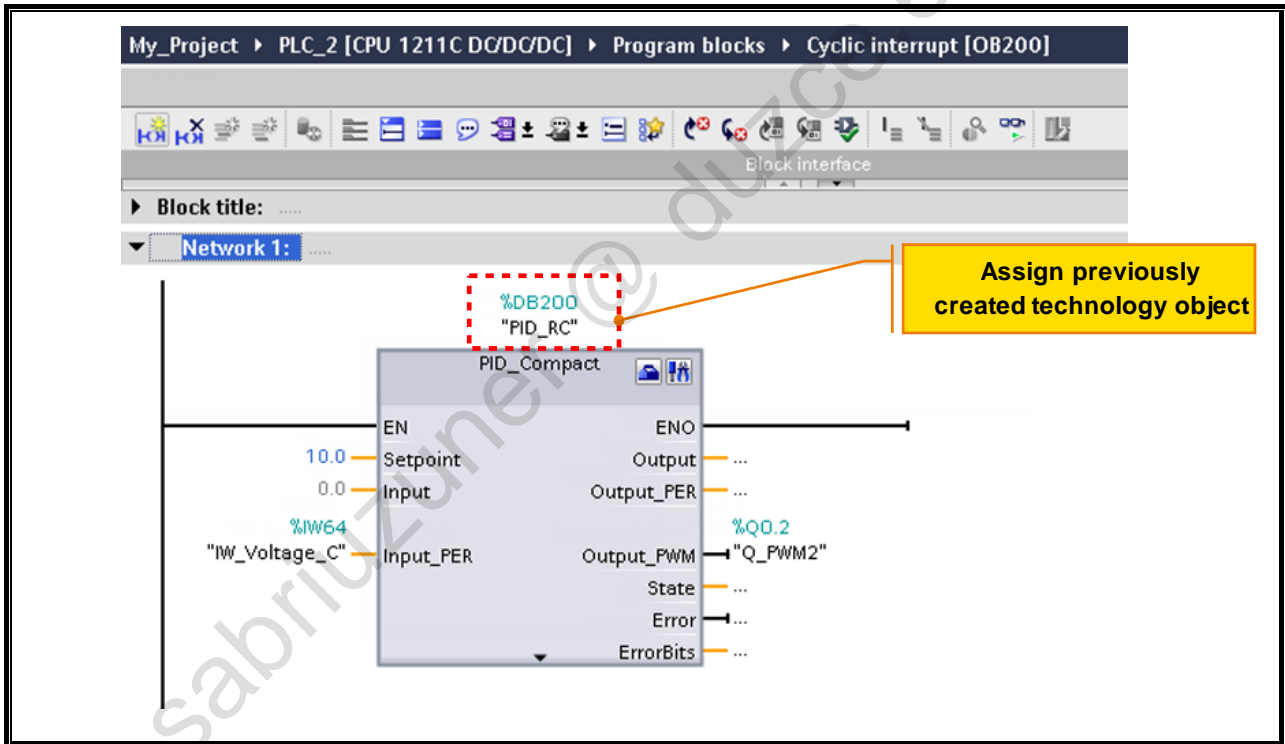 My_Project ▸ PLC_2 [CPU 1211C DC/DC/DC] ▸ Program blocks ▸ Cyclic interrupt [OB200]
Block interface
Block title: .....
Network 1: .....
Assign previously
created technology object
%DB200
"PID_RC"
PID_Compact
EN ENO
10.0 Setpoint Output ...
0.0 Input Output_PER ...
%IW64 %Q0.2
"IW_Voltage_C" Input_PER Output_PWM "Q_PWM2"
State ...
Error ...
ErrorBits ...
sabriuzuner @ duzce.